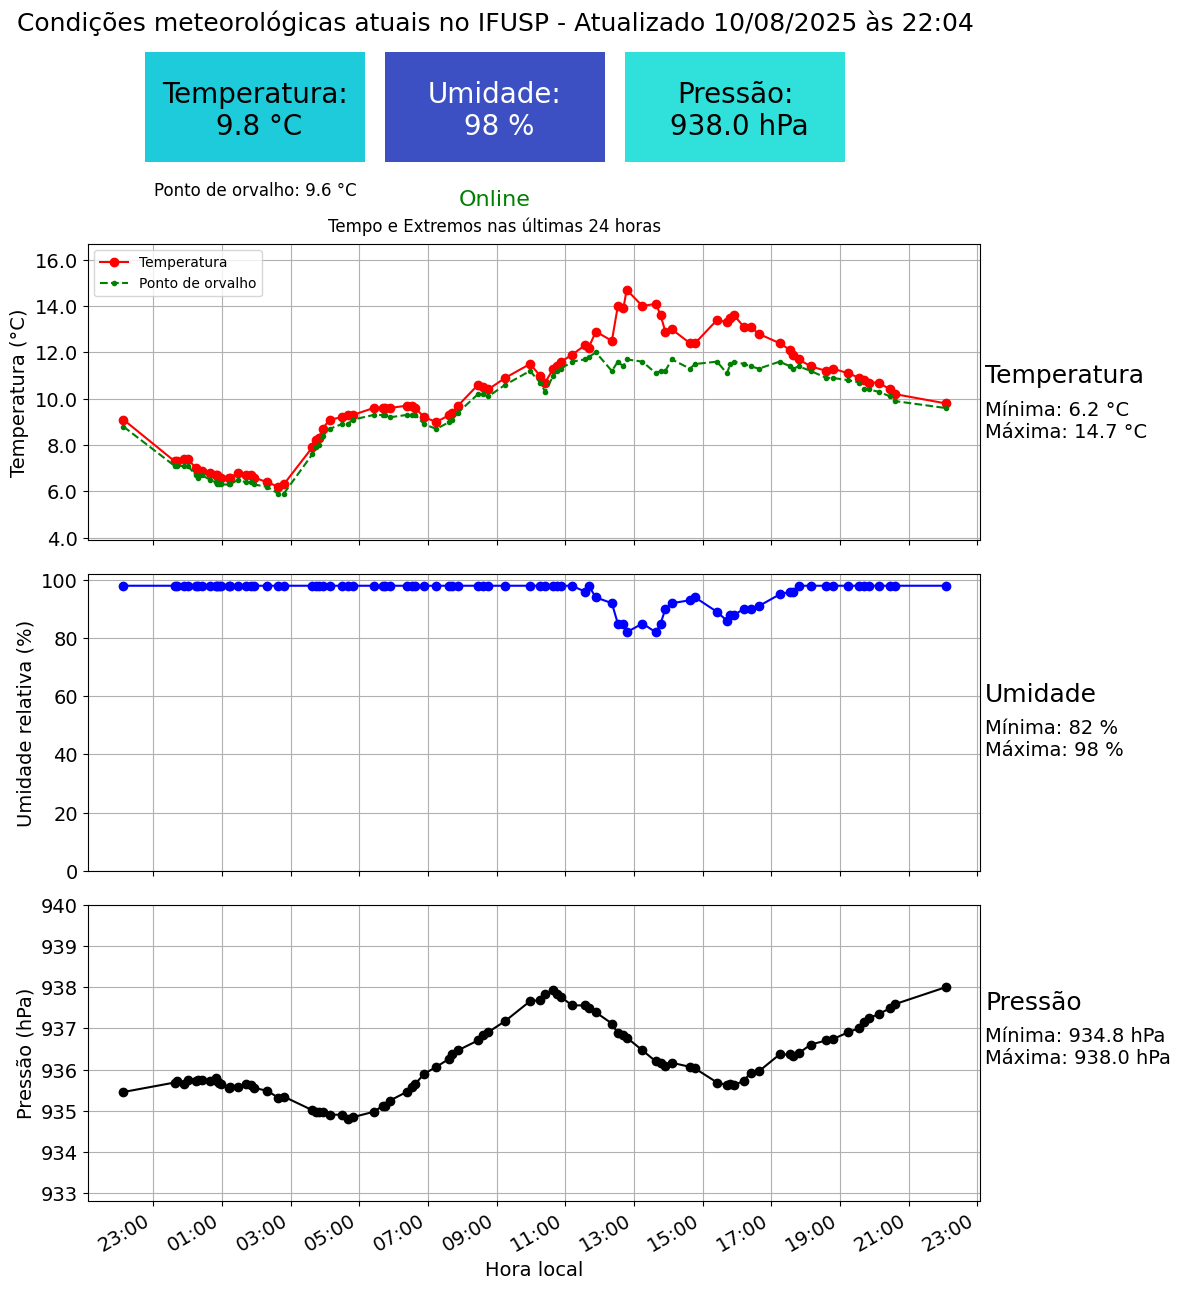 Condições meteorológicas atuais no IFUSP - Atualizado 10/08/2025 às 22:04
Temperatura:
9.8 °C
Umidade:
98 %
Pressão:
938.0 hPa
Ponto de orvalho: 9.6 °C
Online
Tempo e Extremos nas últimas 24 horas
Temperatura
Ponto de orvalho
Temperatura (°C)
16.0
14.0
12.0
10.0
8.0
6.0
4.0
Temperatura
Mínima: 6.2 °C
Máxima: 14.7 °C
Umidade relativa (%)
100
80
60
40
20
0
Umidade
Mínima: 82 %
Máxima: 98 %
Pressão (hPa)
940
939
938
937
936
935
934
933
Pressão
Mínima: 934.8 hPa
Máxima: 938.0 hPa
23:00
01:00
03:00
05:00
07:00
09:00
11:00
13:00
15:00
17:00
19:00
21:00
23:00
Hora local